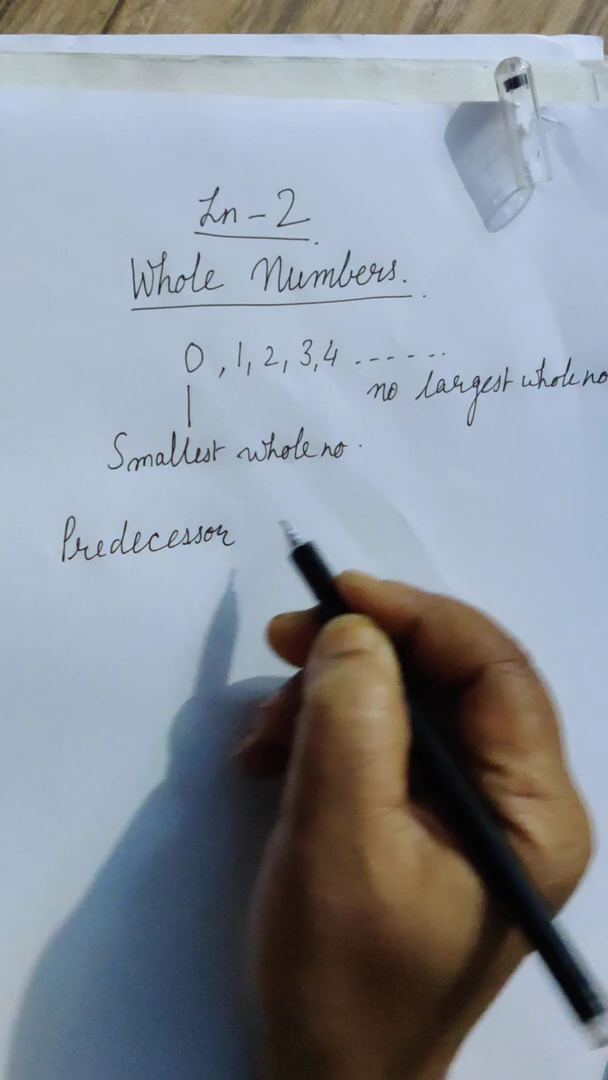 Ln - 2
Whole Numbers.
0, 1, 2, 3, 4 .......
no largest whole no
Smallest whole no.
Predecessor